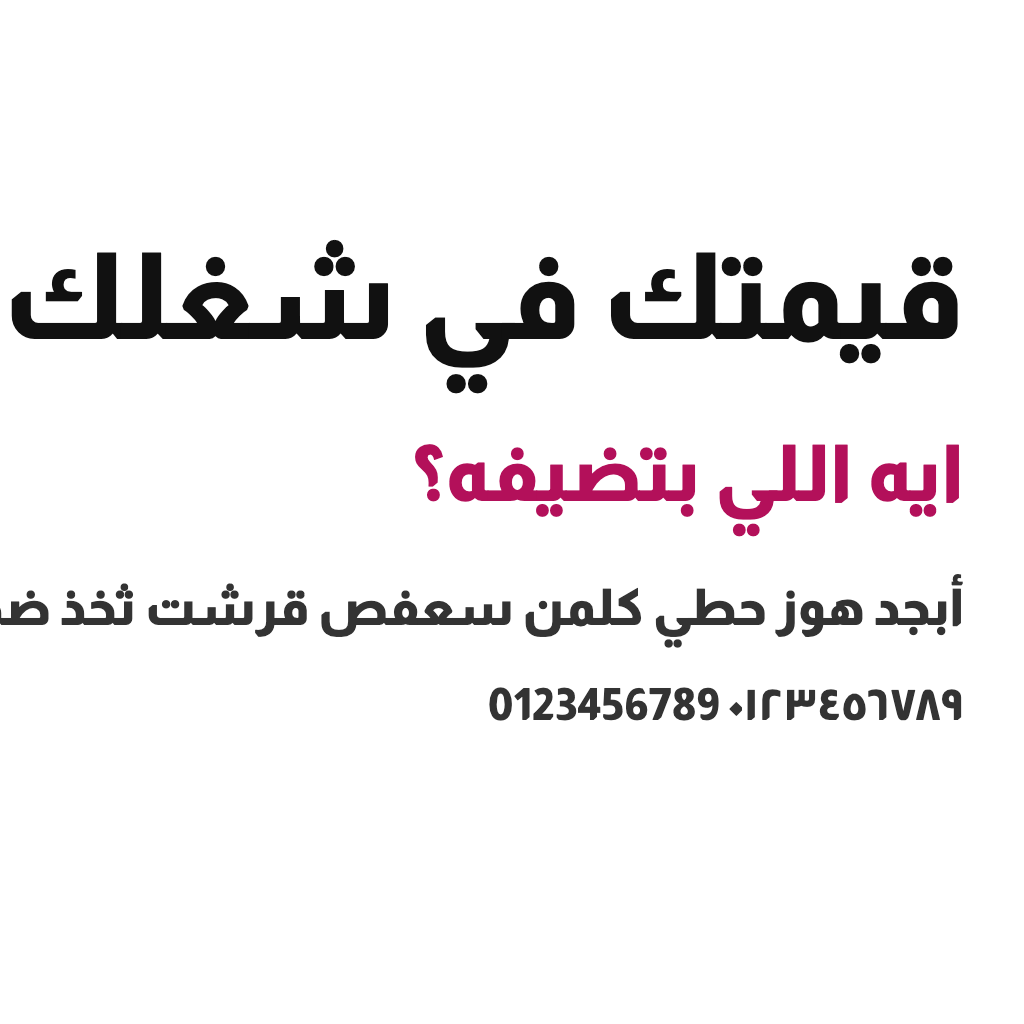 قيمتك في شغلك
ايه اللي بتضيفه؟
أبجد هوز حطي كلمن سعفص قرشت ثخذ
0123456789 ٠١٢٣٤٥٦٧٨٩